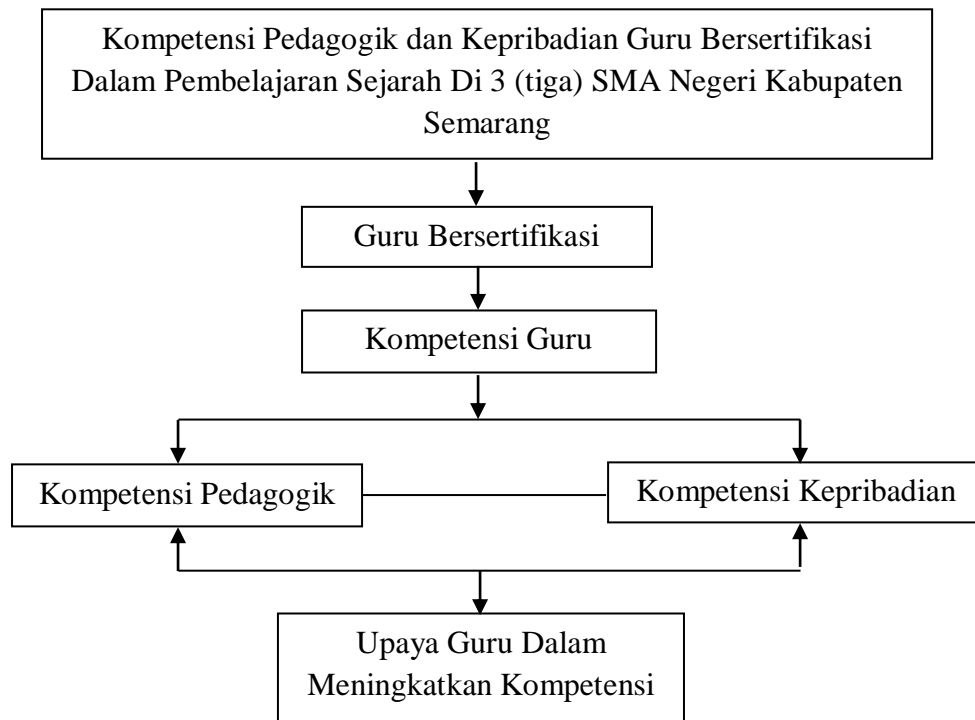 Kompetensi Pedagogik dan Kepribadian Guru Bersertifikasi
Dalam Pembelajaran Sejarah Di 3 (tiga) SMA Negeri Kabupaten
Semarang
Guru Bersertifikasi
Kompetensi Guru
Kompetensi Pedagogik
Kompetensi Kepribadian
Upaya Guru Dalam
Meningkatkan Kompetensi